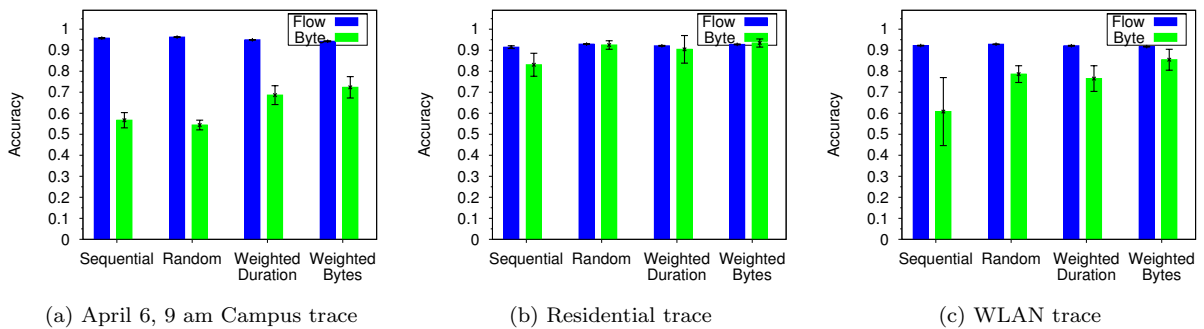 Accuracy
1
0.9
0.8
0.7
0.6
0.5
0.4
0.3
0.2
0.1
0
Flow
Byte
Sequential Random Weighted Duration Weighted Bytes
(a) April 6, 9 am Campus trace
Accuracy
1
0.9
0.8
0.7
0.6
0.5
0.4
0.3
0.2
0.1
0
Flow
Byte
Sequential Random Weighted Duration Weighted Bytes
(b) Residential trace
Accuracy
1
0.9
0.8
0.7
0.6
0.5
0.4
0.3
0.2
0.1
0
Flow
Byte
Sequential Random Weighted Duration Weighted Bytes
(c) WLAN trace